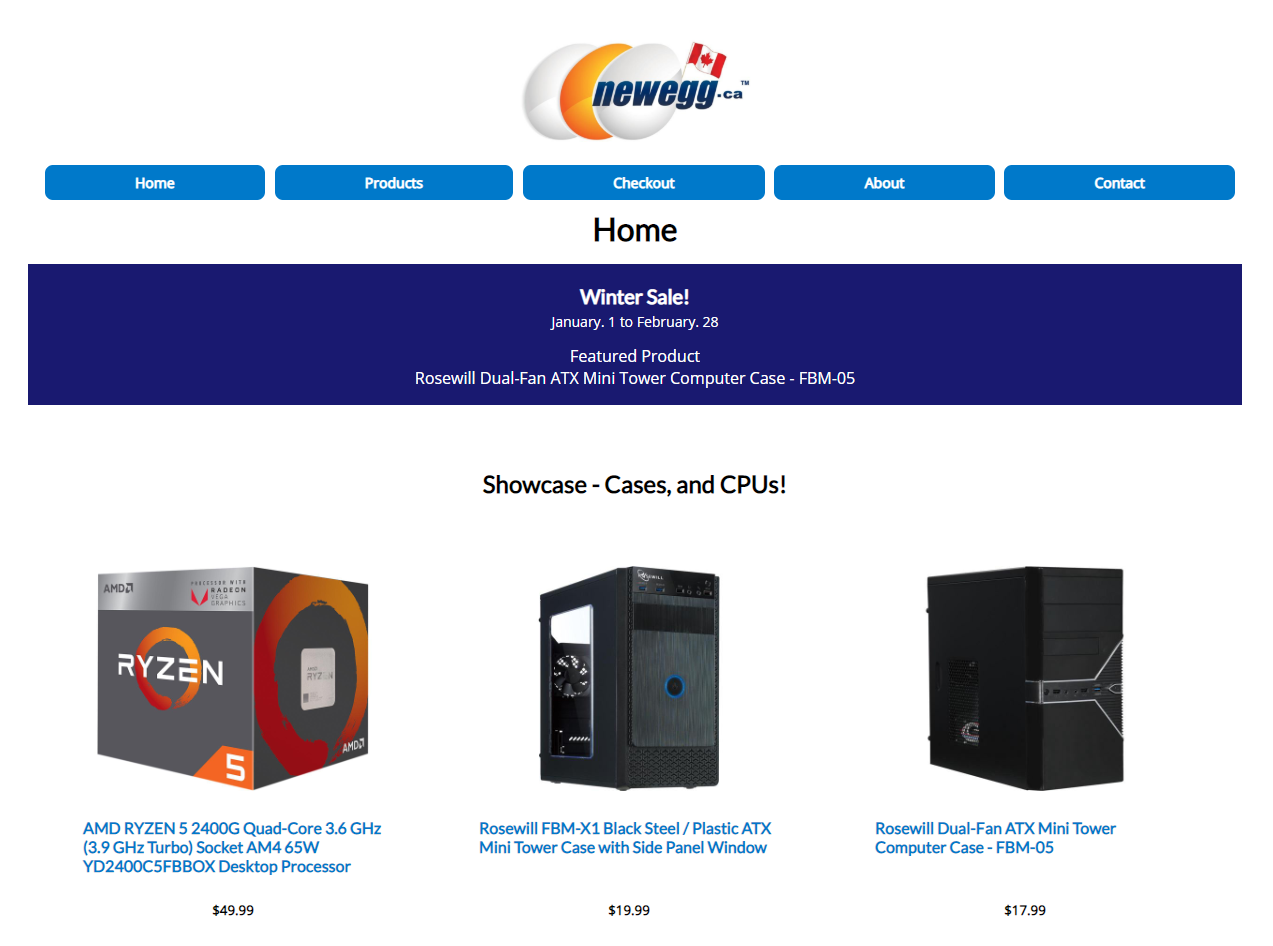 newegg.ca™
Home
Products
Checkout
About
Contact
Home
Winter Sale!
January. 1 to February. 28
Featured Product
Rosewill Dual-Fan ATX Mini Tower Computer Case - FBM-05
Showcase - Cases, and CPUs!
AMD
PROCESSOR WITH
RADEON
VEGA
GRAPHICS
RYZEN
5
AMD
RYZEN
AMD
AMD RYZEN 5 2400G Quad-Core 3.6 GHz
(3.9 GHz Turbo) Socket AM4 65W
YD2400C5FBBOX Desktop Processor
$49.99
Rosewill FBM-X1 Black Steel / Plastic ATX
Mini Tower Case with Side Panel Window
$19.99
Rosewill Dual-Fan ATX Mini Tower
Computer Case - FBM-05
$17.99